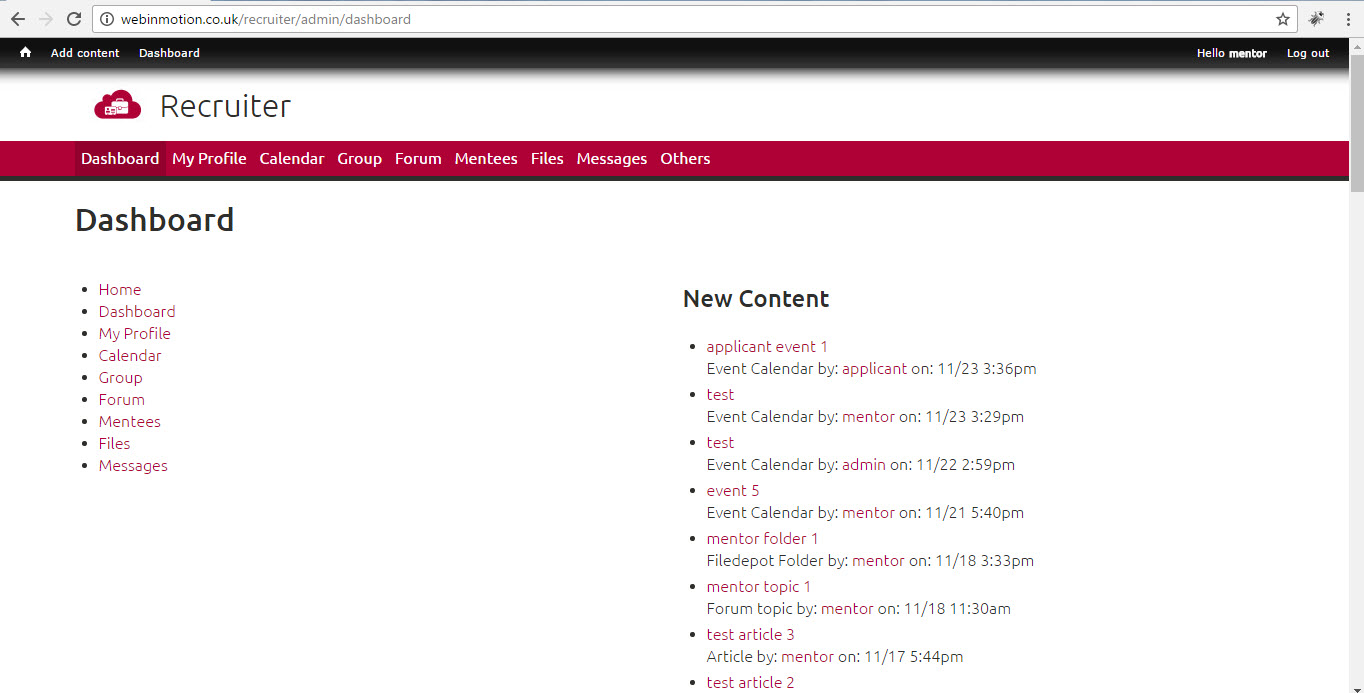 webinmotion.co.uk/recruiter/admin/dashboard
Add content Dashboard Hello mentor Log out
Recruiter
Dashboard My Profile Calendar Group Forum Mentees Files Messages Others
Dashboard
Home
Dashboard
My Profile
Calendar
Group
Forum
Mentees
Files
Messages
New Content
applicant event 1
Event Calendar by: applicant on: 11/23 3:36pm
test
Event Calendar by: mentor on: 11/23 3:29pm
test
Event Calendar by: admin on: 11/22 2:59pm
event 5
Event Calendar by: mentor on: 11/21 5:40pm
mentor folder 1
Filedepot Folder by: mentor on: 11/18 3:33pm
mentor topic 1
Forum topic by: mentor on: 11/18 11:30am
test article 3
Article by: mentor on: 11/17 5:44pm
test article 2